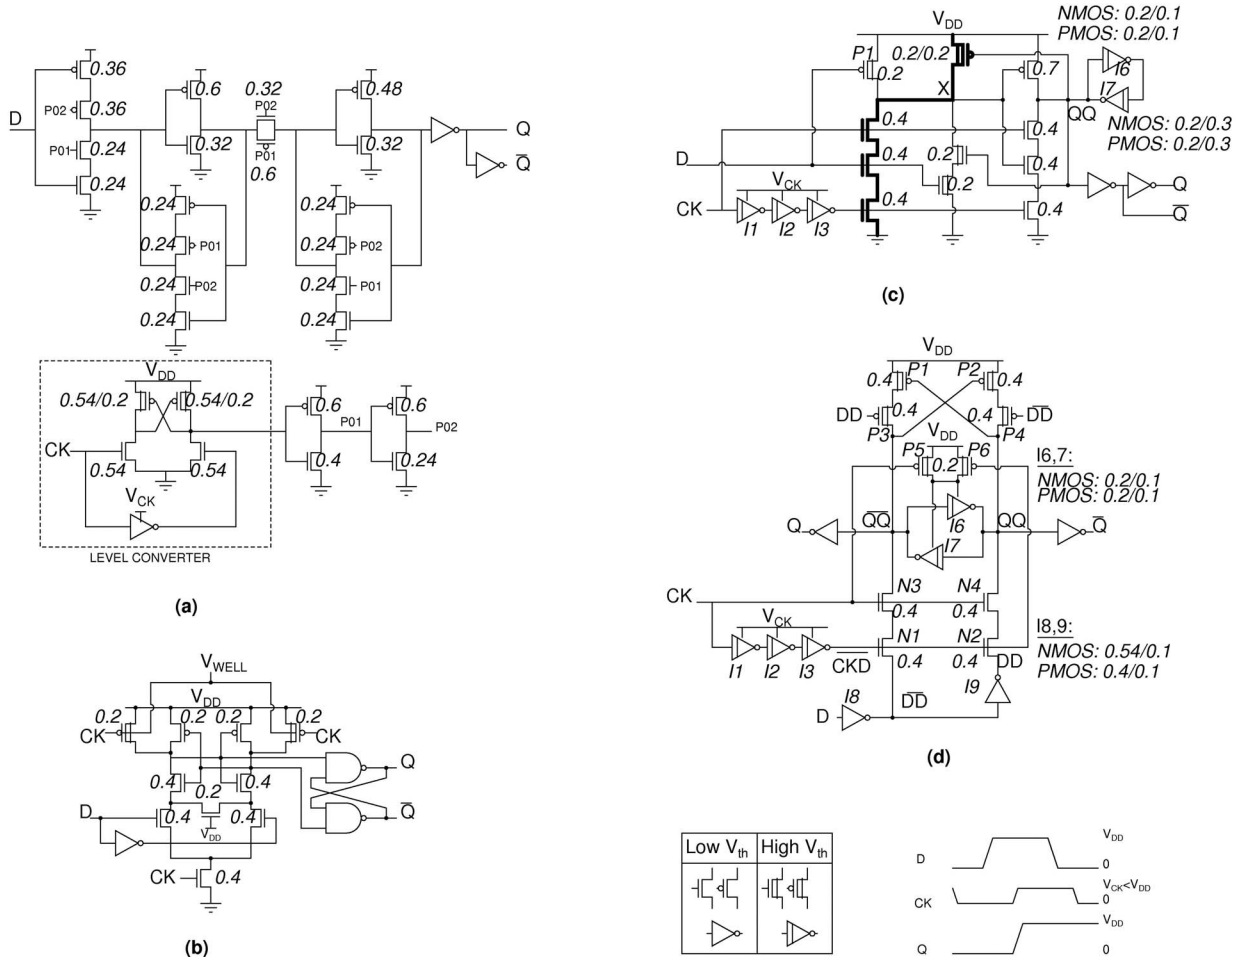 0.36
P02 0.36
D
P01 0.24
0.24
0.6
0.32
0.32
P02
P01
0.6
0.48
0.32
Q
Q̅
0.24
0.24 P01
0.24 P02
0.24
0.24
0.24 P02
0.24 P01
0.24
VDD
0.54/0.2 0.54/0.2
CK
0.54 0.54
VCK
LEVEL CONVERTER
0.6
0.4
P01
0.6
0.24
P02
(a)
VWELL
VDD
0.2 0.2 0.2 0.2
CK CK
0.4 0.4
0.2
D 0.4 0.4
VDD
CK 0.4
Q
Q̅
(b)
NMOS: 0.2/0.1
PMOS: 0.2/0.1
VDD
P1 0.2/0.2
0.2
0.7
I6
I7
X
QQ
0.4 0.4
NMOS: 0.2/0.3
PMOS: 0.2/0.3
D
0.4 0.2 0.4
0.2
VCK
CK 0.4 0.4
I1 I2 I3
Q
Q̅
(c)
VDD
P1 P2
0.4 0.4
DD 0.4 0.4 D̅D̅
P3 P4
VDD
P5 0.2 P6
I6,7:
NMOS: 0.2/0.1
PMOS: 0.2/0.1
Q Q̅Q̅ I6 QQ Q̅
I7
CK
N3 N4
0.4 0.4
VCK
I1 I2 I3
C̅K̅D̅
N1 N2
0.4 0.4 DD
I8,9:
NMOS: 0.54/0.1
PMOS: 0.4/0.1
I9
D I8 D̅D̅
(d)
Low Vth High Vth
D VDD
0
CK VCK<VDD
0
Q VDD
0